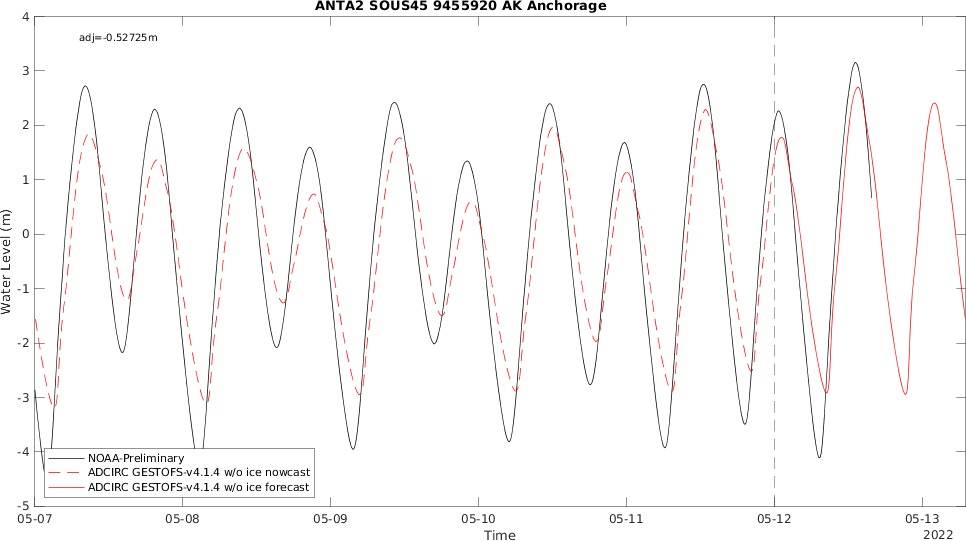 ANTA2 SOUS45 9455920 AK Anchorage
adj=-0.52725m
4
3
2
1
0
-1
-2
-3
-4
-5
Water Level (m)
NOAA-Preliminary
ADCIRC GESTOFS-v4.1.4 w/o ice nowcast
ADCIRC GESTOFS-v4.1.4 w/o ice forecast
05-07 05-08 05-09 05-10 05-11 05-12 05-13
Time
2022